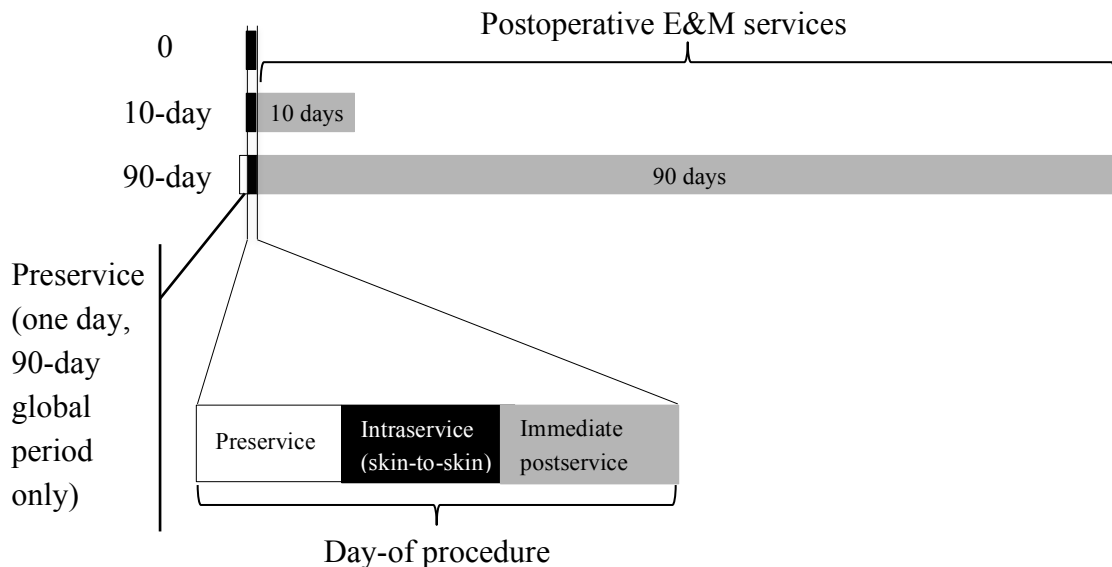 Postoperative E&M services
0
10-day
10 days
90-day
90 days
Preservice
(one day,
90-day
global
period
only)
Preservice
Intraservice
(skin-to-skin)
Immediate
postservice
Day-of procedure